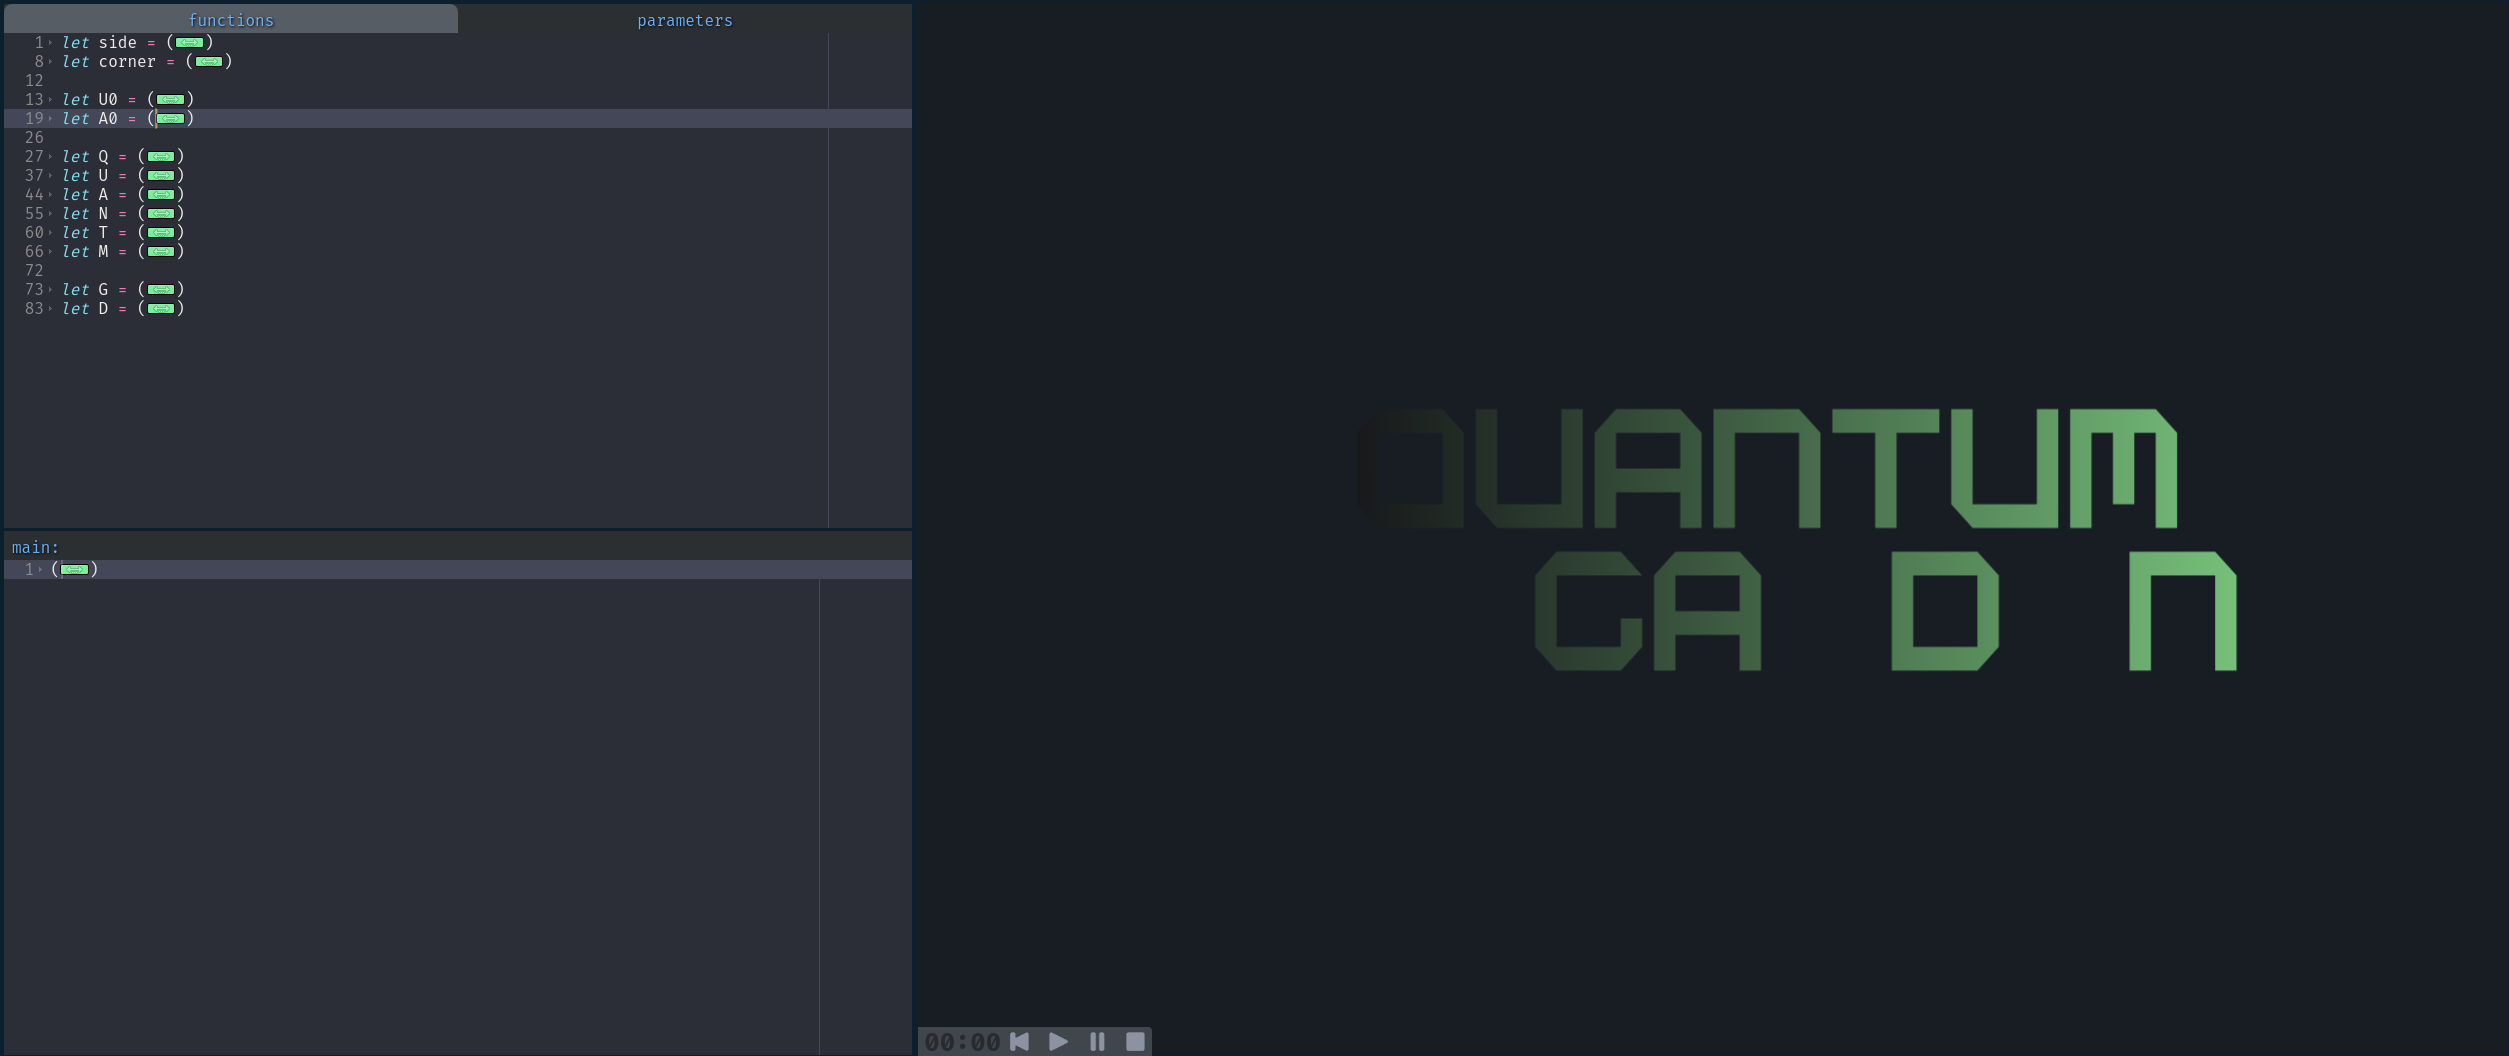 functions
parameters
1 let side = ()
8 let corner = ()
12
13 let U0 = ()
19 let A0 = ()
26
27 let Q = ()
37 let U = ()
44 let A = ()
55 let N = ()
60 let T = ()
66 let M = ()
72
73 let G = ()
83 let D = ()
main:
1 ()
QUANTUM
GA D N
00:00